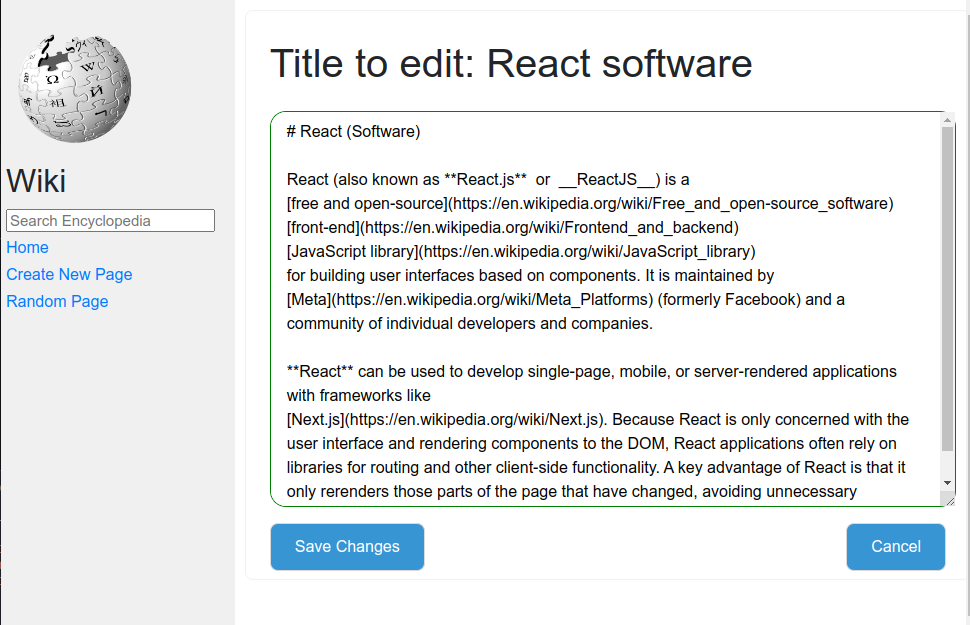 Wiki
Search Encyclopedia
Home
Create New Page
Random Page
Title to edit: React software
# React (Software)
React (also known as **React.js**  or  __ReactJS__) is a
[free and open-source](https://en.wikipedia.org/wiki/Free_and_open-source_software)
[front-end](https://en.wikipedia.org/wiki/Frontend_and_backend)
[JavaScript library](https://en.wikipedia.org/wiki/JavaScript_library)
for building user interfaces based on components. It is maintained by
[Meta](https://en.wikipedia.org/wiki/Meta_Platforms) (formerly Facebook) and a
community of individual developers and companies.
**React** can be used to develop single-page, mobile, or server-rendered applications
with frameworks like
[Next.js](https://en.wikipedia.org/wiki/Next.js). Because React is only concerned with the
user interface and rendering components to the DOM, React applications often rely on
libraries for routing and other client-side functionality. A key advantage of React is that it
only rerenders those parts of the page that have changed, avoiding unnecessary
Save Changes
Cancel